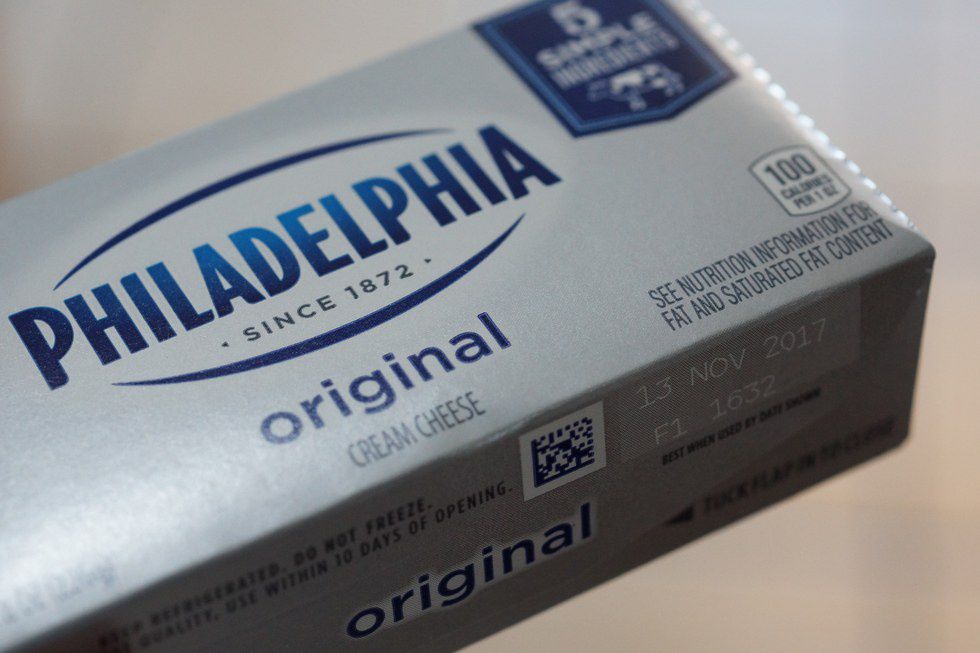 5
SIMPLE
INGREDIENTS
PHILADELPHIA
• SINCE 1872 •
original
CREAM CHEESE
100
CALORIES
PER 1 OZ
SEE NUTRITION INFORMATION FOR
FAT AND SATURATED FAT CONTENT
13 NOV 2017
F1 1632
BEST WHEN USED BY DATE SHOWN
KEEP REFRIGERATED. DO NOT FREEZE.
QUALITY, USE WITHIN 10 DAYS OF OPENING.
original
TUCK FLAP IN TO CLOSE